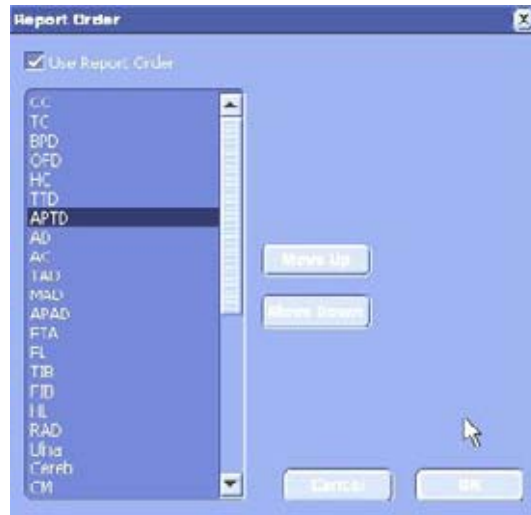 Report Order
Use Report Order
CC
TC
BPD
OFD
HC
TTD
APTD
AD
AC
TAD
MAD
APAD
FTA
FL
TIB
FIB
HL
RAD
Ulna
Cereb
CM
Move Up
Move Down
Cancel
OK